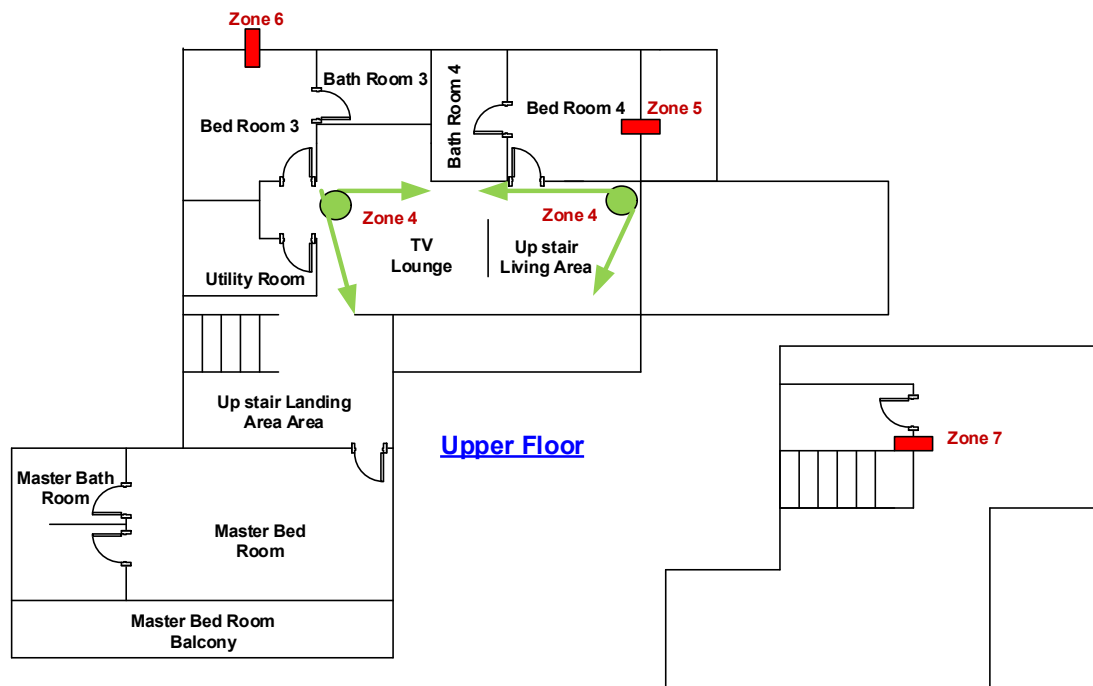 Zone 6
Bath Room 3
Bath Room 4
Bed Room 3
Bed Room 4
Zone 5
Zone 4
Zone 4
TV
Lounge
Up stair
Living Area
Utility Room
Up stair Landing
Area Area
Upper Floor
Zone 7
Master Bath
Room
Master Bed
Room
Master Bed Room
Balcony